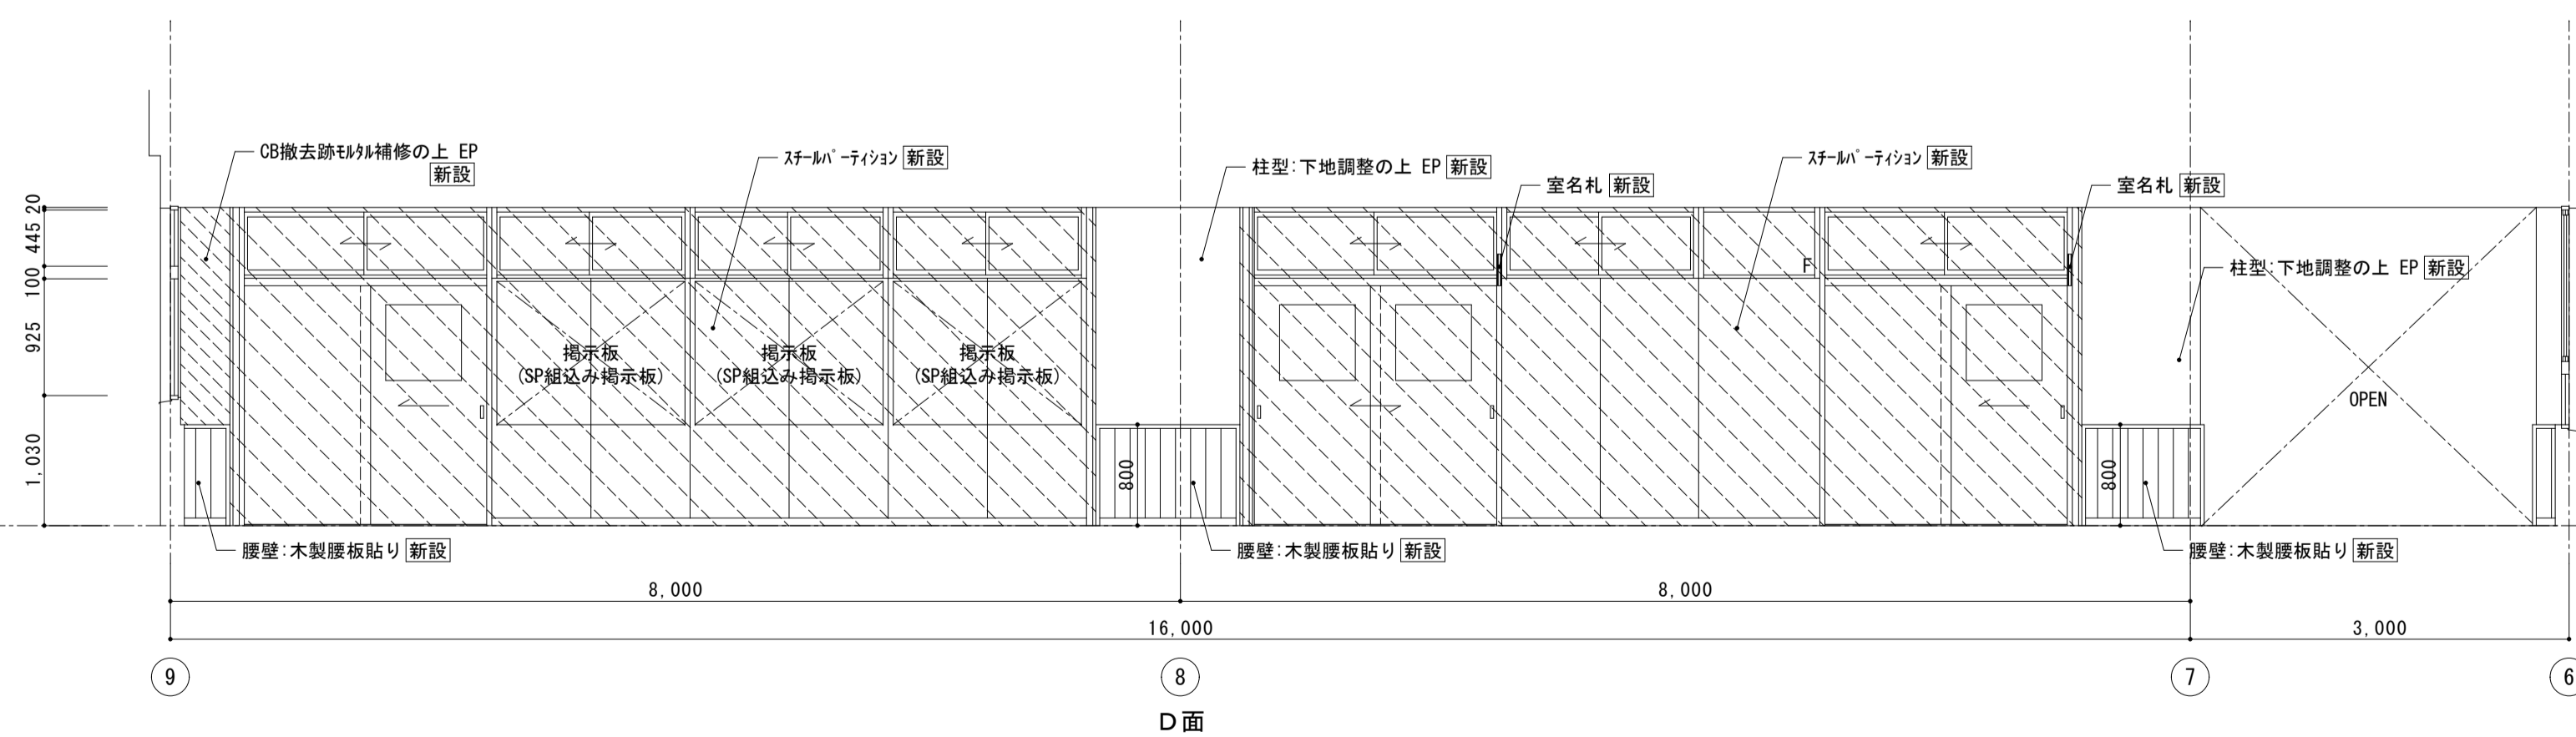 CB撤去跡ﾓﾙﾀﾙ補修の上 EP
新設
ｽﾁｰﾙﾊﾟｰﾃｨｼｮﾝ 新設
柱型:下地調整の上 EP 新設
室名札 新設
ｽﾁｰﾙﾊﾟｰﾃｨｼｮﾝ 新設
室名札 新設
柱型:下地調整の上 EP 新設
20
445
100
925
1,030
F
掲示板
(SP組込み掲示板)
掲示板
(SP組込み掲示板)
掲示板
(SP組込み掲示板)
OPEN
800
800
腰壁:木製腰板貼り 新設
腰壁:木製腰板貼り 新設
腰壁:木製腰板貼り 新設
8,000
8,000
16,000
3,000
9
8
7
6
D面